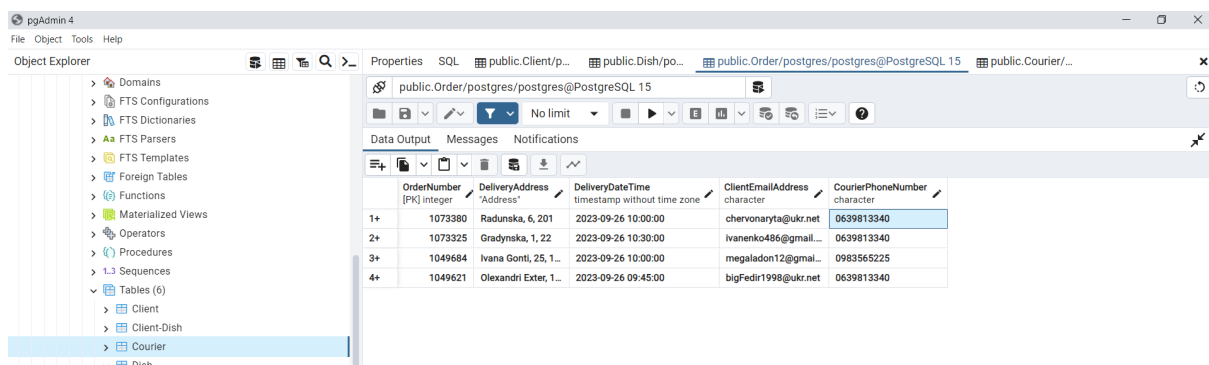 pgAdmin 4
File Object Tools Help
Object Explorer
Properties SQL public.Client/p... public.Dish/po... public.Order/postgres/postgres@PostgreSQL 15 public.Courier/...
Domains
FTS Configurations
FTS Dictionaries
Aa FTS Parsers
FTS Templates
Foreign Tables
Functions
Materialized Views
Operators
Procedures
1..3 Sequences
Tables (6)
Client
Client-Dish
Courier
public.Order/postgres/postgres@PostgreSQL 15
No limit
Data Output Messages Notifications
OrderNumber DeliveryAddress DeliveryDateTime ClientEmailAddress CourierPhoneNumber
[PK] integer "Address" timestamp without time zone character character
1+ 1073380 Radunska, 6, 201 2023-09-26 10:00:00 chervonaryta@ukr.net 0639813340
2+ 1073325 Gradynska, 1, 22 2023-09-26 10:30:00 ivanenko486@gmail.... 0639813340
3+ 1049684 Ivana Gonti, 25, 1... 2023-09-26 10:00:00 megaladon12@gmai... 0983565225
4+ 1049621 Olexandri Exter, 1... 2023-09-26 09:45:00 bigFedir1998@ukr.net 0639813340